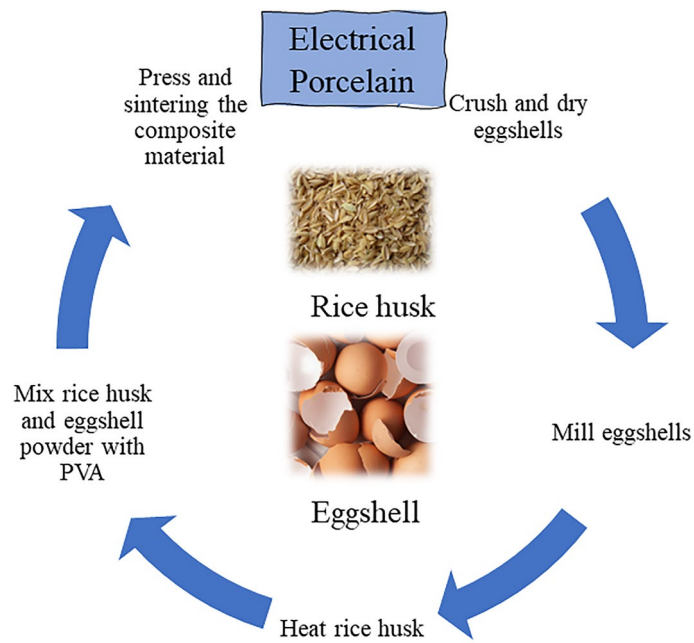 Electrical
Porcelain
Crush and dry
eggshells
Mill eggshells
Heat rice husk
Mix rice husk
and eggshell
powder with
PVA
Press and
sintering the
composite
material
Rice husk
Eggshell